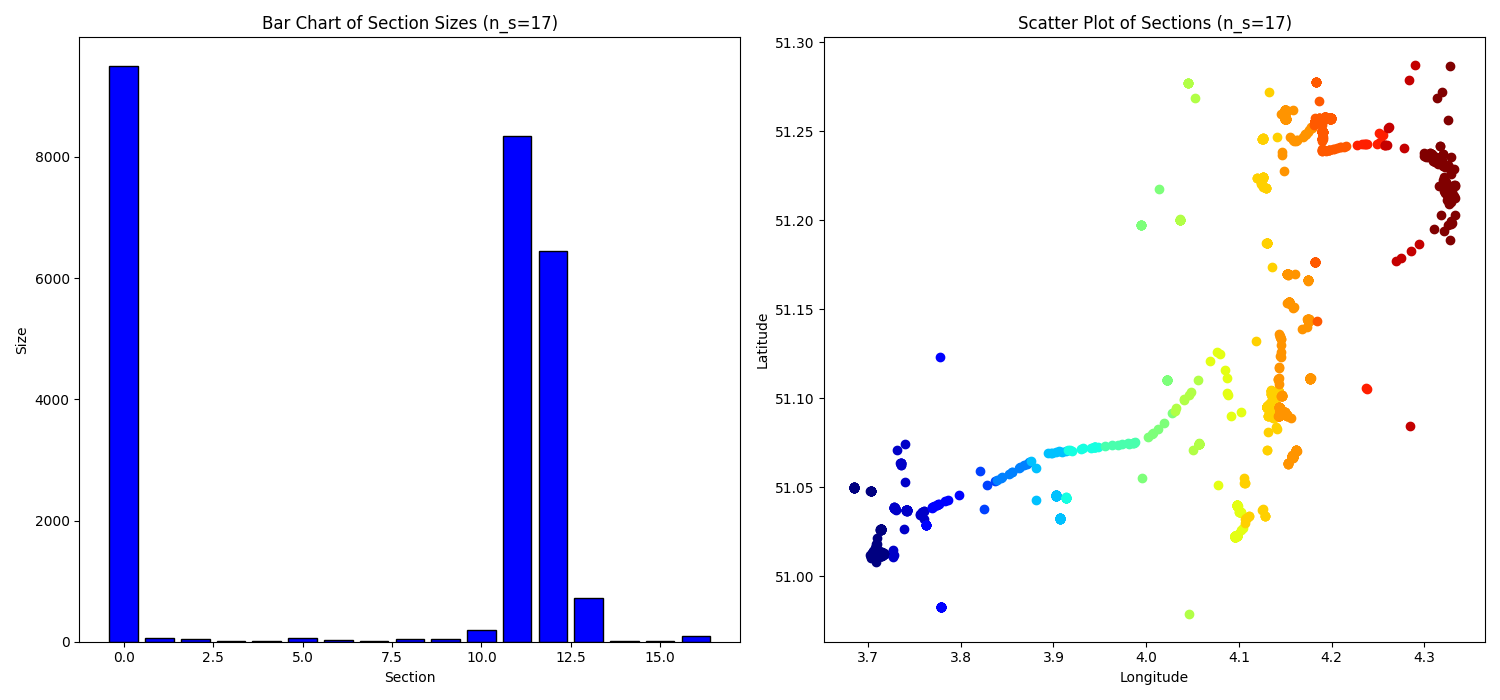 Bar Chart of Section Sizes (n_s=17)
Size
8000
6000
4000
2000
0
0.0 2.5 5.0 7.5 10.0 12.5 15.0
Section
Scatter Plot of Sections (n_s=17)
Latitude
51.30
51.25
51.20
51.15
51.10
51.05
51.00
3.7 3.8 3.9 4.0 4.1 4.2 4.3
Longitude